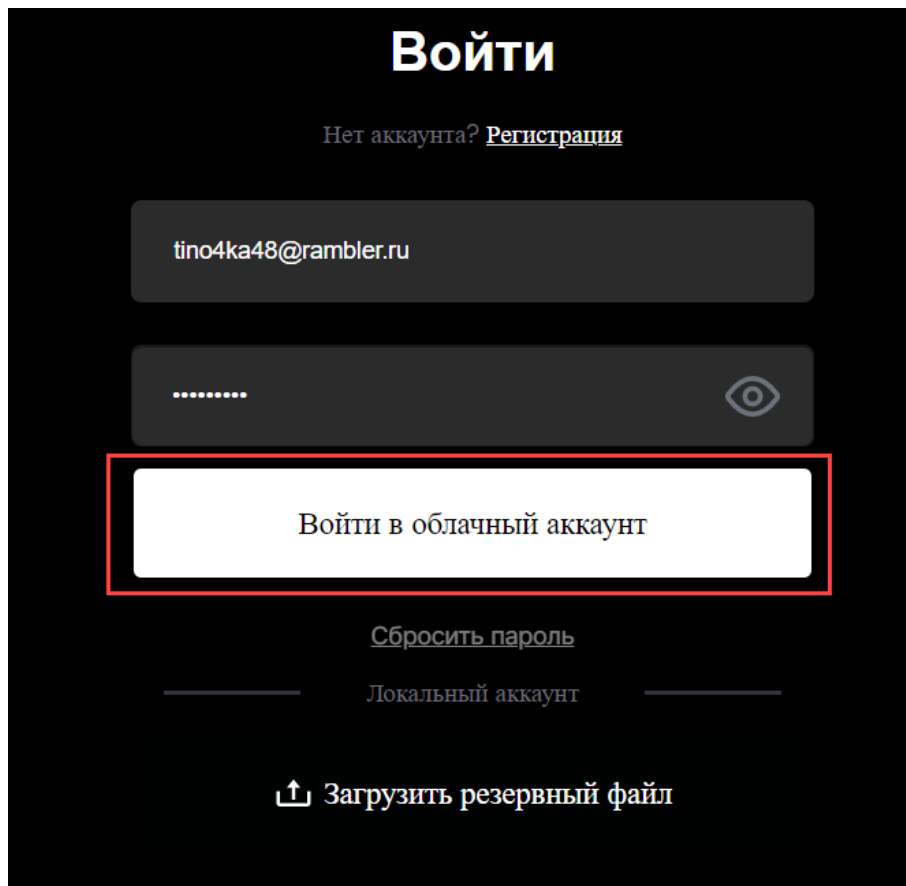 Войти
Нет аккаунта? Регистрация
tino4ka48@rambler.ru
•••••••••
Войти в облачный аккаунт
Сбросить пароль
Локальный аккаунт
Загрузить резервный файл